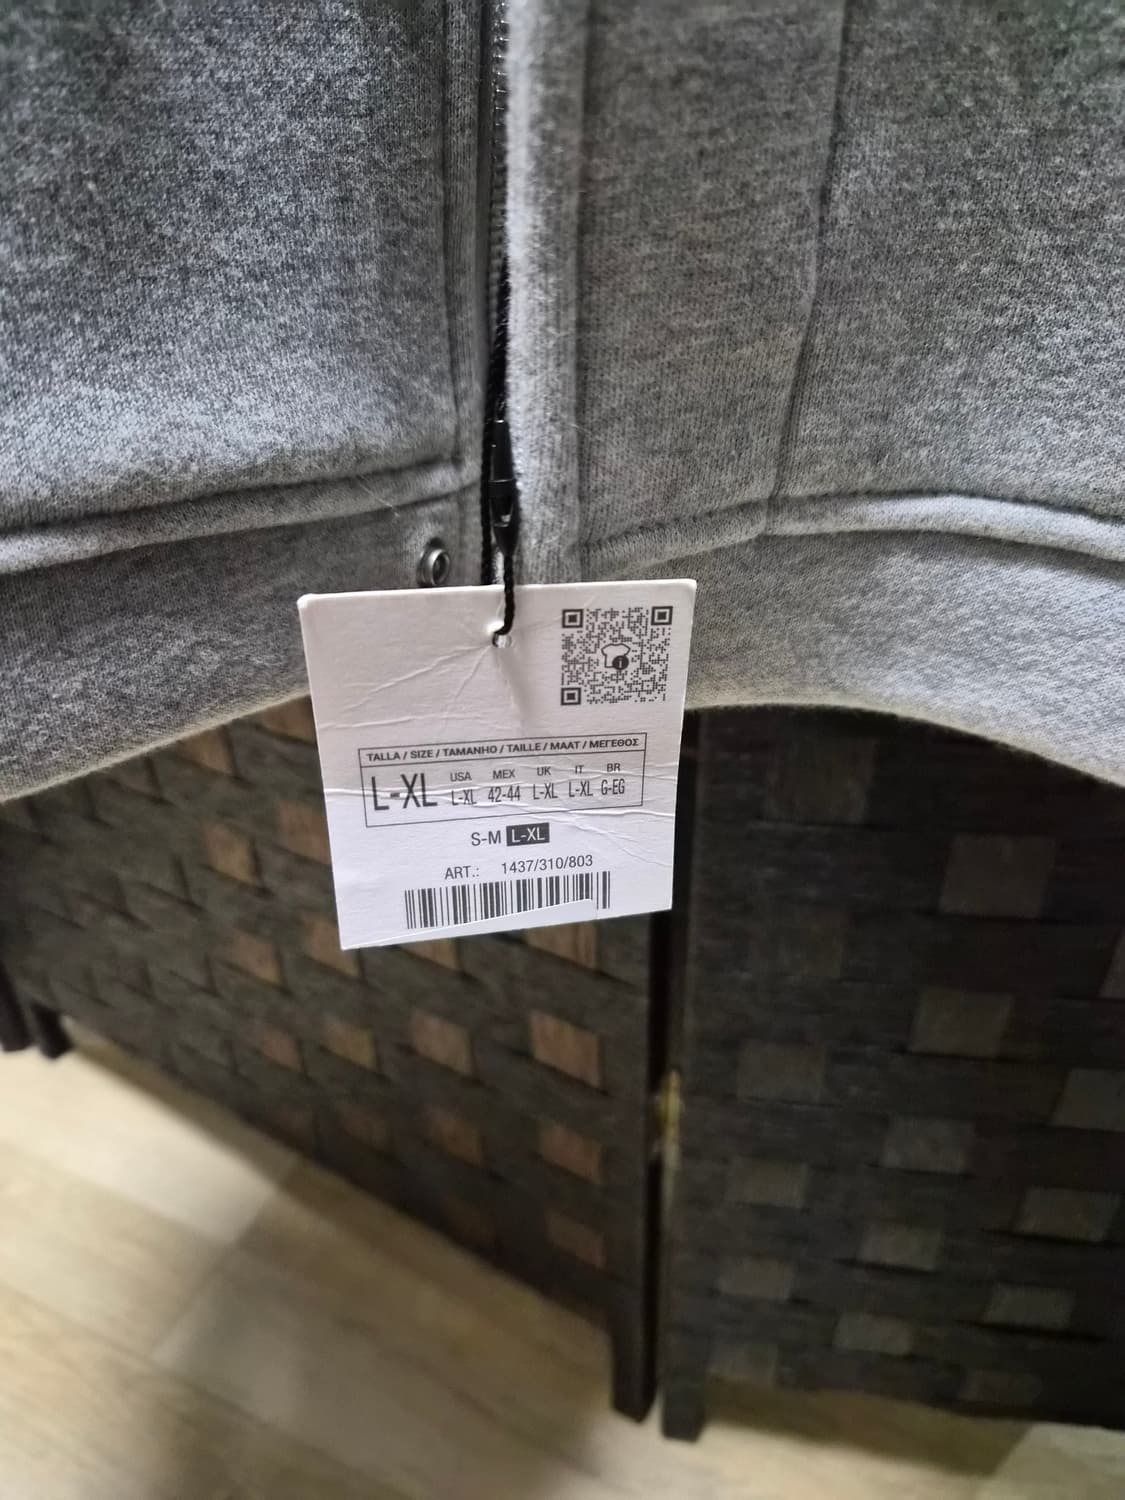 TALLA / SIZE / TAMANHO / TAILLE / MAAT / ΜΕΓΕΘΟΣ
L-XL USA L-XL MEX 42-44 UK L-XL IT L-XL BR G-EG
S-M L-XL
ART.: 1437/310/803